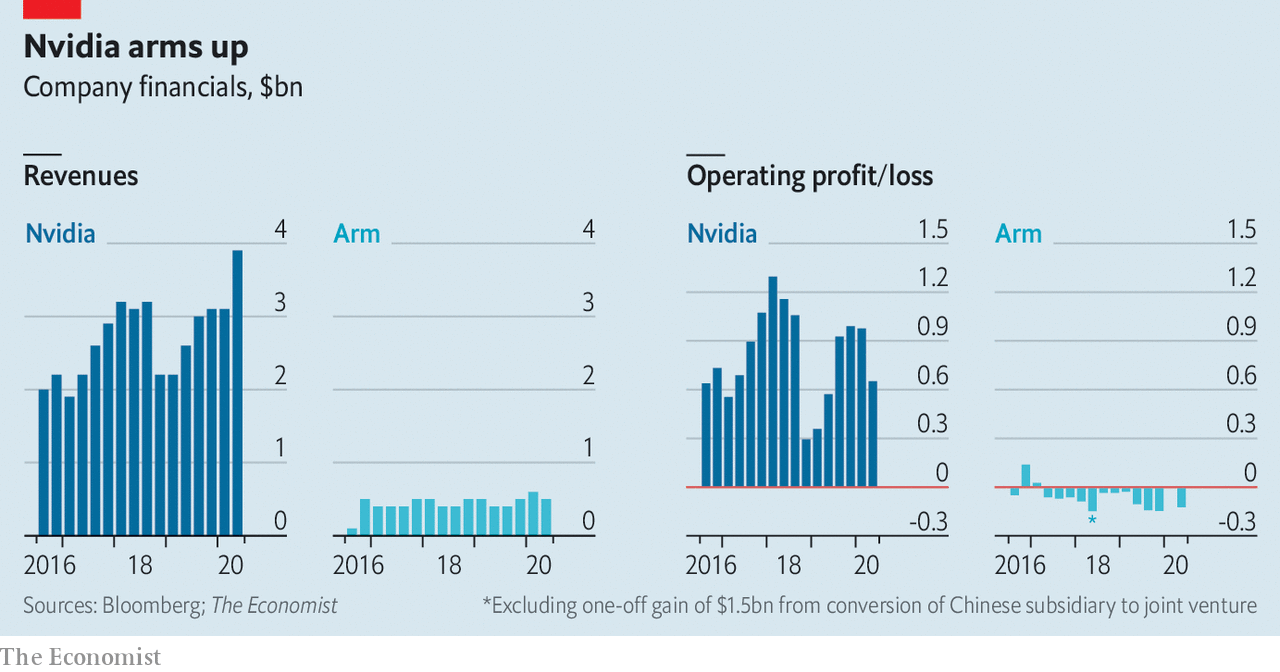 Nvidia arms up
Company financials, $bn
Revenues
Nvidia
4
3
2
1
0
2016 18 20
Arm
4
3
2
1
0
2016 18 20
Operating profit/loss
Nvidia
1.5
1.2
0.9
0.6
0.3
0
-0.3
2016 18 20
Arm
1.5
1.2
0.9
0.6
0.3
0
-0.3
*
2016 18 20
Sources: Bloomberg; The Economist
*Excluding one-off gain of $1.5bn from conversion of Chinese subsidiary to joint venture
The Economist